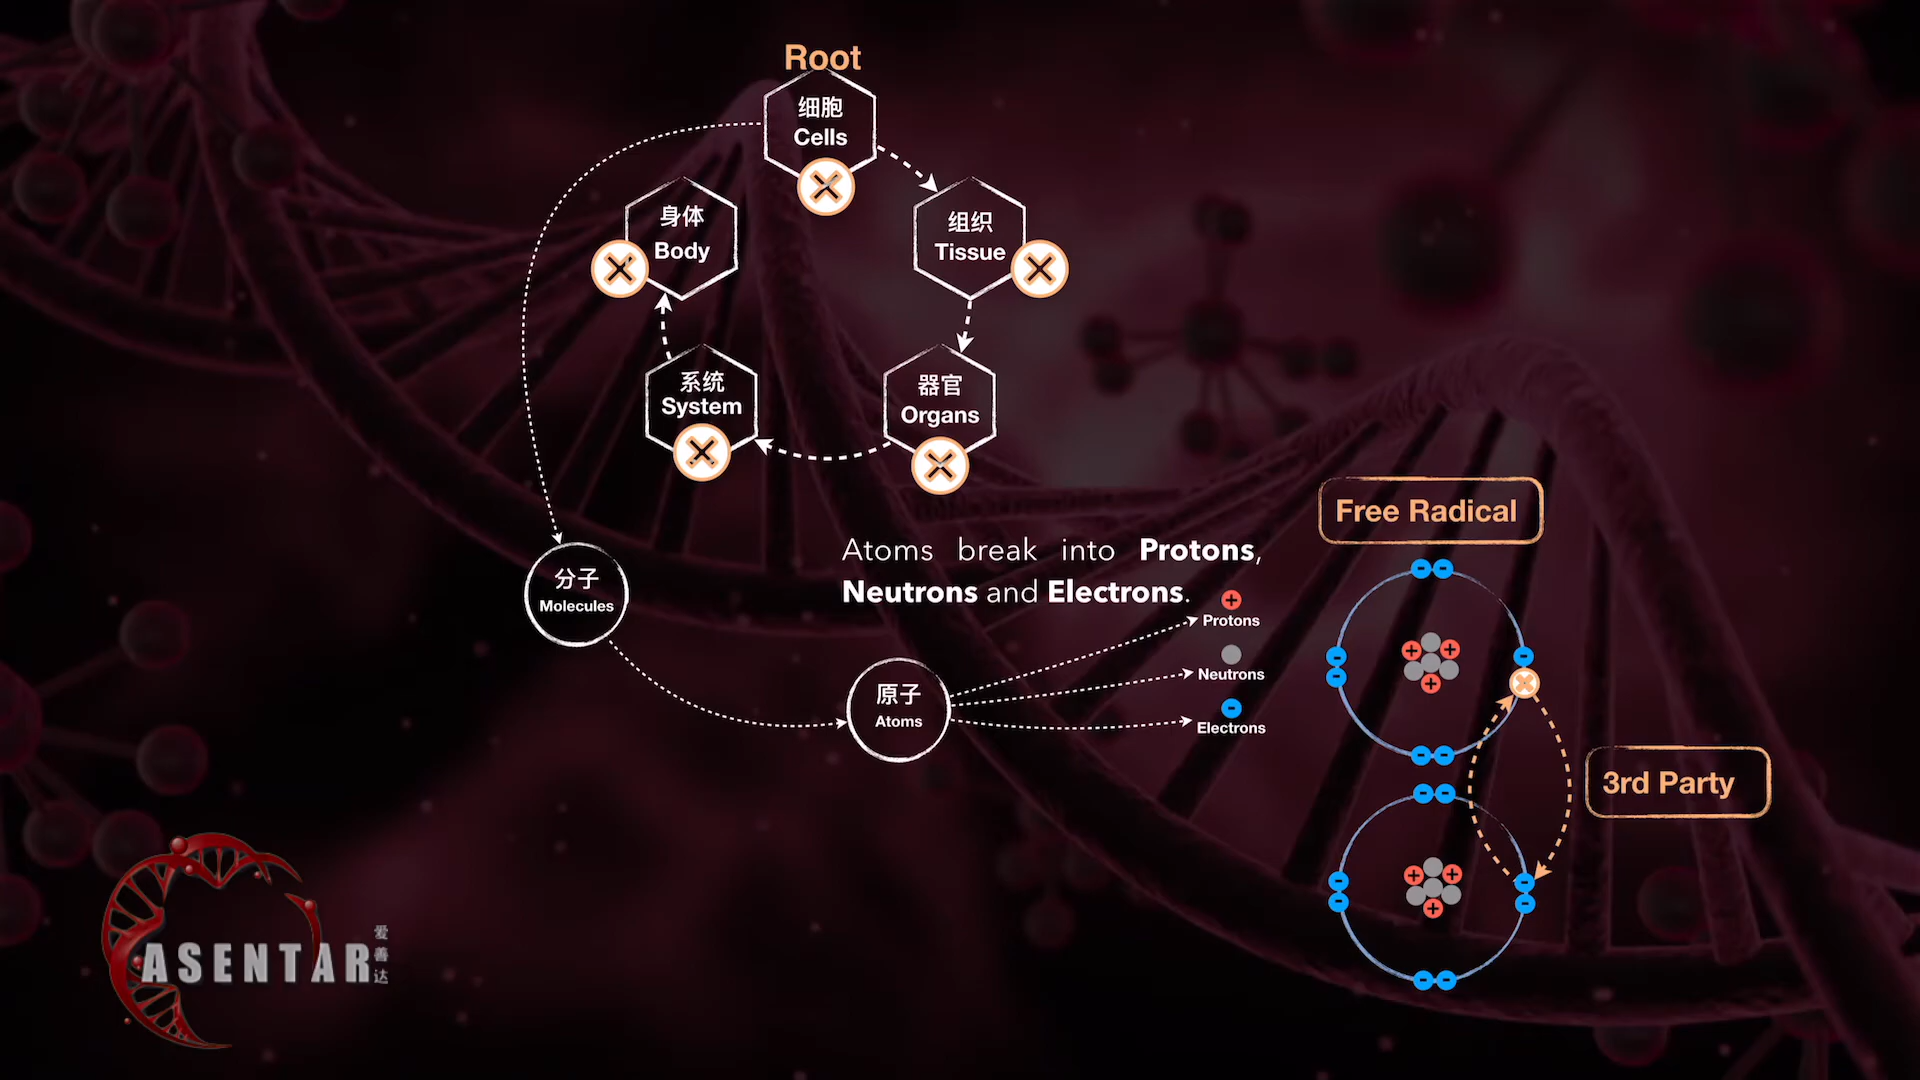 Root
细胞
Cells
身体
Body
组织
Tissue
系统
System
器官
Organs
Free Radical
Atoms break into Protons,
Neutrons and Electrons.
分子
Molecules
Protons
Neutrons
原子
Atoms
Electrons
3rd Party
ASENTAR
爱善达